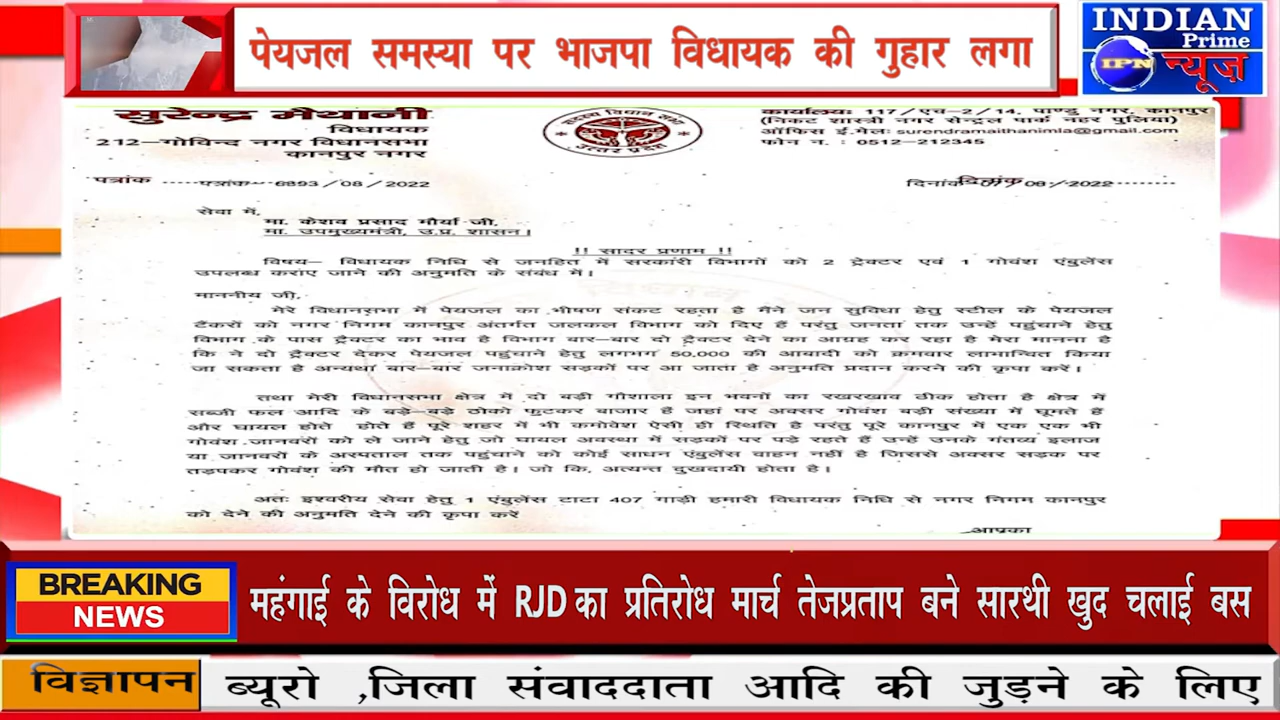 पेयजल समस्या पर भाजपा विधायक की गुहार लगा
INDIAN
Prime
IPN न्यूज़
सुरेन्द्र मैथानी
विधायक
212–गोविन्द नगर विधानसभा
कानपुर नगर
सदस्य विधान सभा
उत्तर प्रदेश
कार्यालयः 117/एच–2/14, पाण्डु नगर, कानपुर
(निकट शास्त्री नगर सेन्ट्रल पार्क नहर पुलिया)
ऑफिस ई.मेलः surendramaithanimla@gmail.com
फोन न. : 0512–212345
पत्रांक ..... पत्रांक— 6893/08/2022
दिनांक 08/2022
सेवा में,
मा. केशव प्रसाद मौर्या जी,
मा. उपमुख्यमंत्री, उ.प्र. शासन।
!! सादर प्रणाम !!
विषय– विधायक निधि से जनहित में सरकारी विभागों को 2 ट्रेक्टर एवं 1 गोवंश एंबुलेंस
उपलब्ध कराए जाने की अनुमति के संबंध में।
माननीय जी,
मेरे विधानसभा में पेयजल का भीषण संकट रहता है मैंने जन सुविधा हेतु स्टील के पेयजल
टैंकरों को नगर निगम कानपुर अंतर्गत जलकल विभाग को दिए हैं परंतु जनता तक उन्हें पहुंचाने हेतु
विभाग के पास ट्रैक्टर का भाव है विभाग बार–बार दो ट्रैक्टर देने का आग्रह कर रहा है मेरा मानना है
कि ने दो ट्रैक्टर देकर पेयजल पहुंचाने हेतु लगभग 50,000 की आबादी को क्रमवार लाभान्वित किया
जा सकता है अन्यथा बार–बार जनाक्रोश सड़कों पर आ जाता है अनुमति प्रदान करने की कृपा करें।
तथा मेरी विधानसभा क्षेत्र में दो बड़ी गौशाला इन भवनों का रखरखाव ठीक होता है क्षेत्र में
सब्जी फल आदि के बड़े–बड़े ठोको फुटकर बाजार हैं जहां पर अक्सर गोवंश बड़ी संख्या में घूमते हैं
और घायल होते होते हैं पूरे शहर में भी कमोवेश ऐसी ही स्थिति है परंतु पूरे कानपुर में एक एक भी
गोवंश जानवरों को ले जाने हेतु जो घायल अवस्था में सड़कों पर पड़े रहते हैं उन्हें उनके गंतव्य इलाज
या जानवरों के अस्पताल तक पहुंचाने को कोई साधन एंबुलेंस वाहन नहीं है जिससे अक्सर सड़क पर
तड़पकर गोवंश की मौत हो जाती है। जो कि, अत्यन्त दुखदायी होता है।
अतः इश्वरीय सेवा हेतु 1 एंबुलेंस टाटा 407 गाड़ी हमारी विधायक निधि से नगर निगम कानपुर
को देने की अनुमति देने की कृपा करें
आपका
BREAKING
NEWS
महंगाई के विरोध में RJD का प्रतिरोध मार्च तेजप्रताप बने सारथी खुद चलाई बस
विज्ञापन
ब्यूरो ,जिला संवाददाता आदि की जुड़ने के लिए